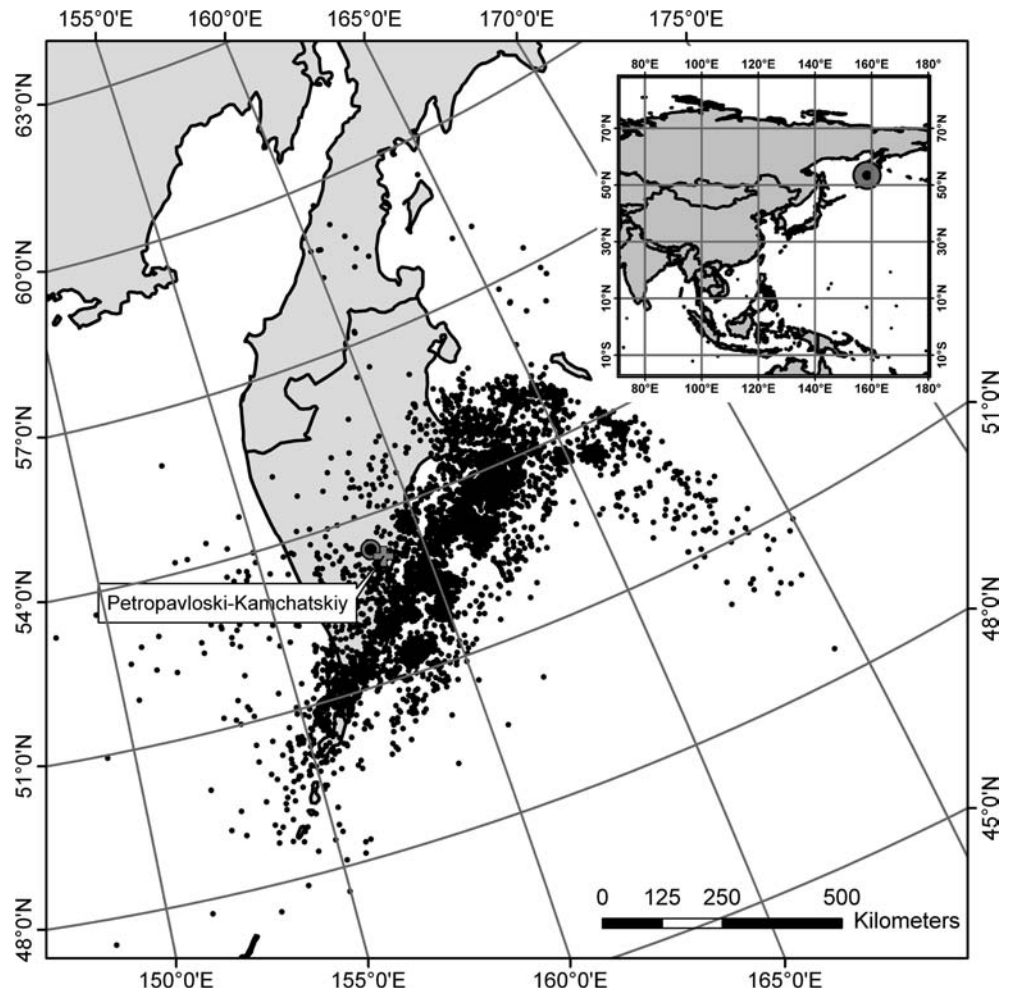 155°0'E 160°0'E 165°0'E 170°0'E 175°0'E
63°0'N
60°0'N
57°0'N
54°0'N
51°0'N
48°0'N
80°E 100°E 120°E 140°E 160°E 180°
70°N 70°N
50°N 50°N
30°N 30°N
10°N 10°N
10°S 10°S
80°E 100°E 120°E 140°E 160°E 180°
51°0'N
48°0'N
45°0'N
Petropavloski-Kamchatskiy
0 125 250 500
Kilometers
150°0'E 155°0'E 160°0'E 165°0'E